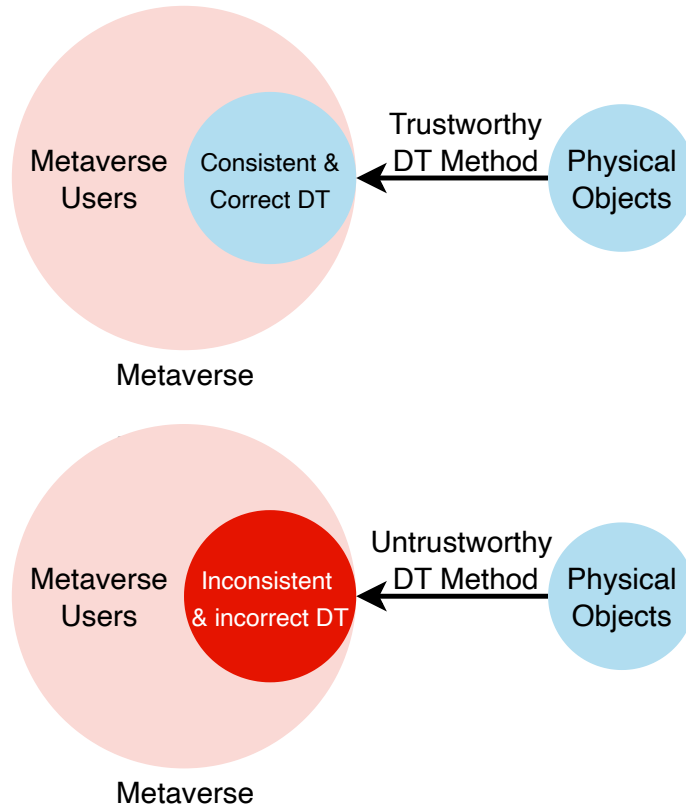 Metaverse
Users
Consistent &
Correct DT
Trustworthy
DT Method
Physical
Objects
Metaverse
Metaverse
Users
Inconsistent
& incorrect DT
Untrustworthy
DT Method
Physical
Objects
Metaverse